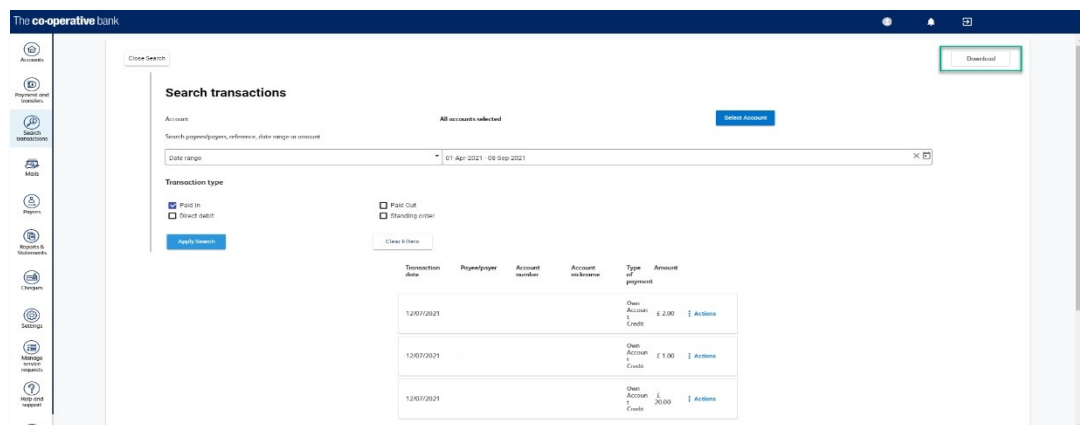 The co-operative bank
Accounts
Payment and
transfers
Search
transactions
Mails
Payees
Reports &
Statements
Cheques
Settings
Manage
service
requests
Help and
support
Close Search
Download
Search transactions
Account
All accounts selected
Select Account
Search payees/payers, reference, date range or amount
Date range
01-Apr-2021 - 08-Sep-2021
Transaction type
Paid In
Paid Out
Direct debit
Standing order
Apply Search
Clear Filters
Transaction
date
Payee/payer
Account
number
Account
nickname
Type
of
payment
Amount
12/07/2021
Own
Accoun
t
Credit
£ 2.00
Actions
12/07/2021
Own
Accoun
t
Credit
£ 1.00
Actions
12/07/2021
Own
Accoun
t
Credit
£
20.00
Actions